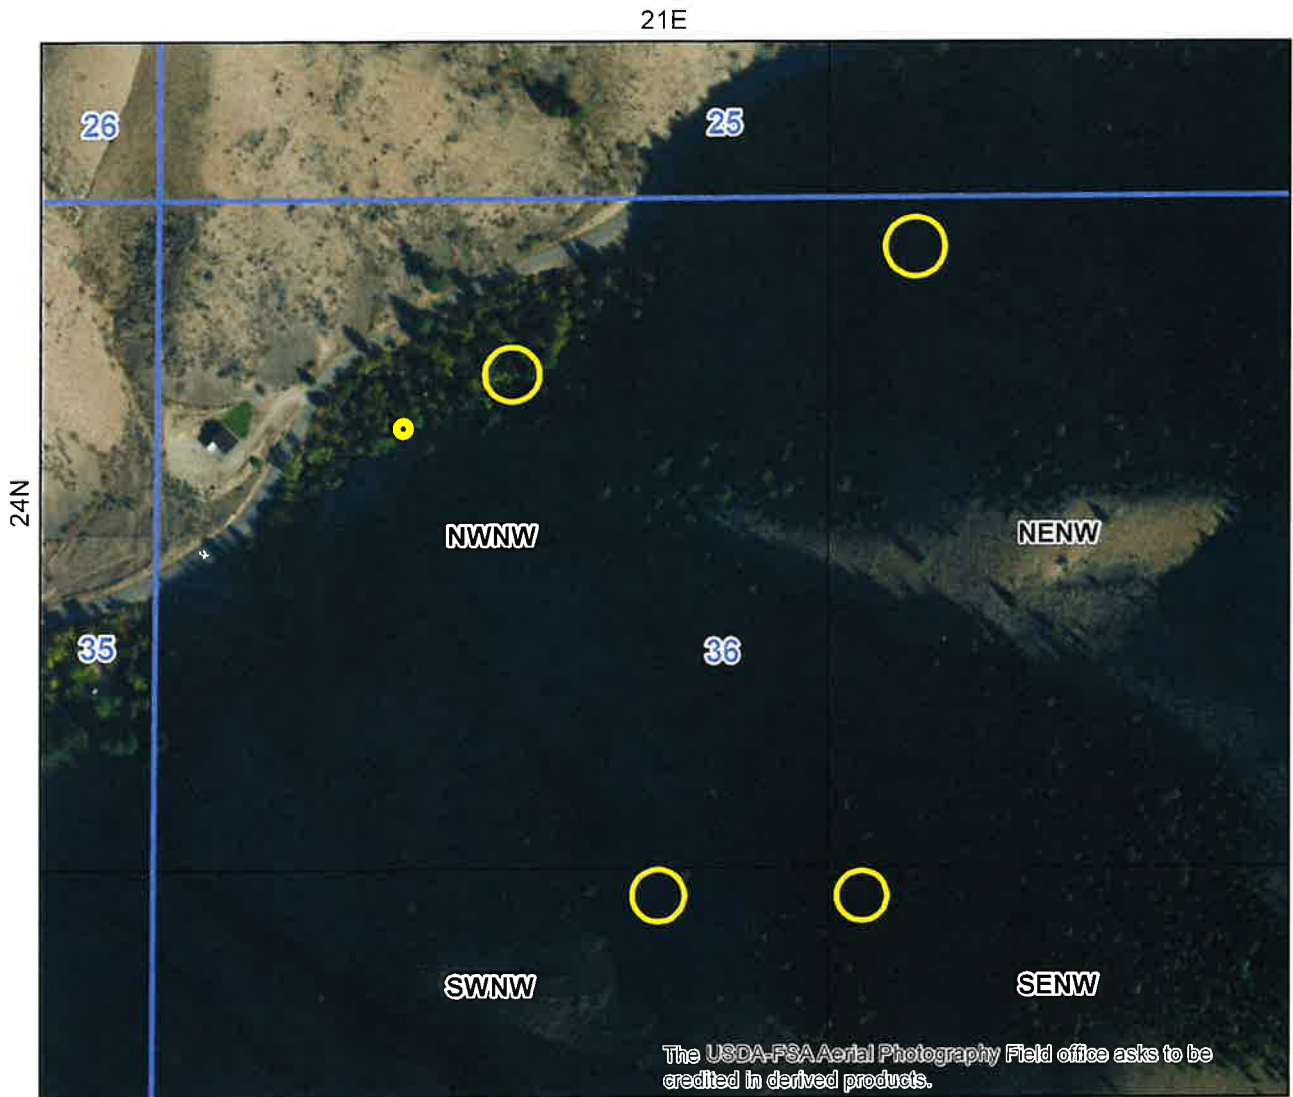 21E
26
25
24N
NWNW
NENW
35
36
SWNW
SENW
The USDA-FSA Aerial Photography Field office asks to be
credited in derived products.